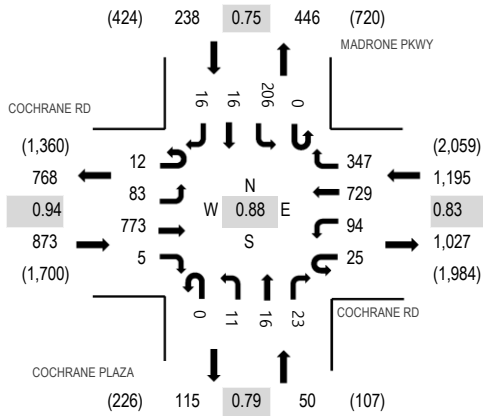 (424) 238 0.75 446 (720)
MADRONE PKWY
16 16 206 0
COCHRANE RD
(1,360) (2,059)
12 347
768 1,195
83 N 729
0.94 W 0.88 E 0.83
773 S 94
873 1,027
5 25
(1,700) (1,984)
0 11 16 23
COCHRANE RD
COCHRANE PLAZA
(226) 115 0.79 50 (107)